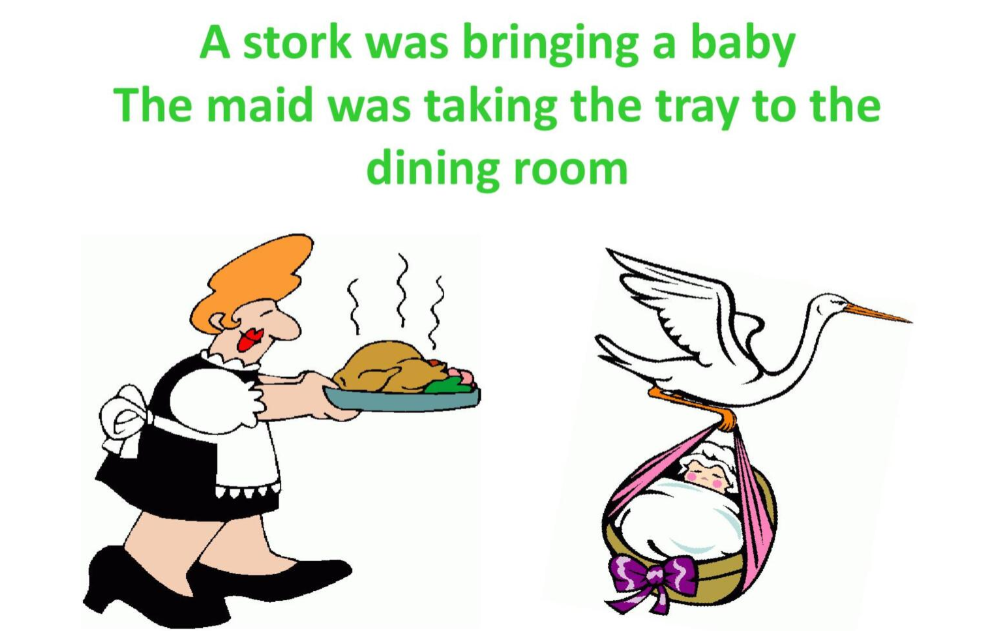 A stork was bringing a baby
The maid was taking the tray to the
dining room